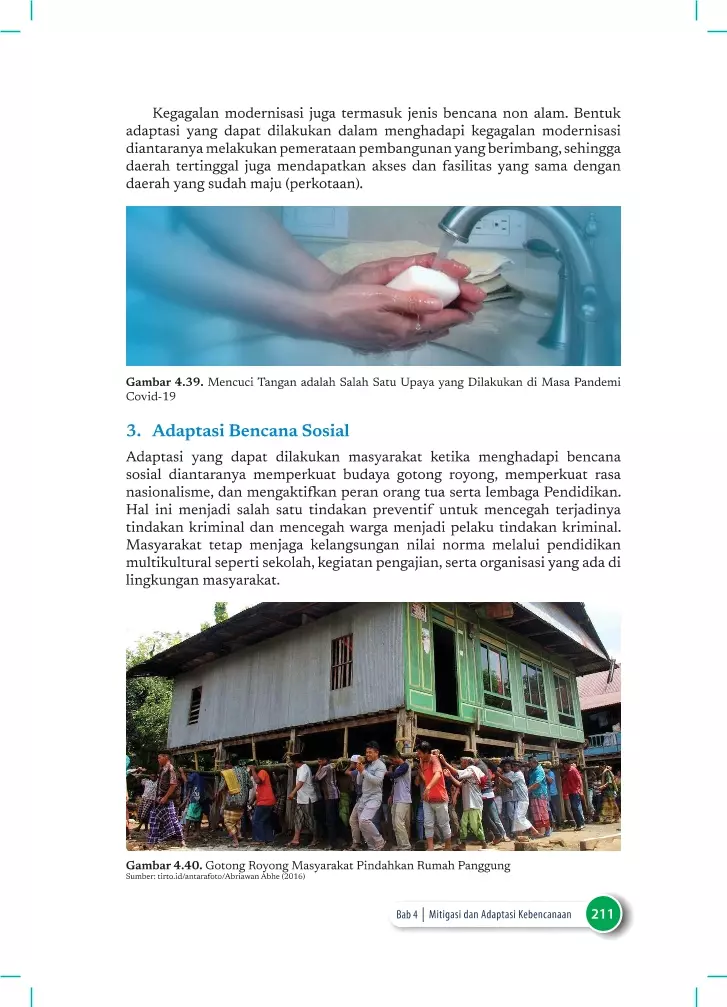 Kegagalan modernisasi juga termasuk jenis bencana non alam. Bentuk
adaptasi yang dapat dilakukan dalam menghadapi kegagalan modernisasi
diantaranya melakukan pemerataan pembangunan yang berimbang, sehingga
daerah tertinggal juga mendapatkan akses dan fasilitas yang sama dengan
daerah yang sudah maju (perkotaan).
Gambar 4.39. Mencuci Tangan adalah Salah Satu Upaya yang Dilakukan di Masa Pandemi
Covid-19
3. Adaptasi Bencana Sosial
Adaptasi yang dapat dilakukan masyarakat ketika menghadapi bencana
sosial diantaranya memperkuat budaya gotong royong, memperkuat rasa
nasionalisme, dan mengaktifkan peran orang tua serta lembaga Pendidikan.
Hal ini menjadi salah satu tindakan preventif untuk mencegah terjadinya
tindakan kriminal dan mencegah warga menjadi pelaku tindakan kriminal.
Masyarakat tetap menjaga kelangsungan nilai norma melalui pendidikan
multikultural seperti sekolah, kegiatan pengajian, serta organisasi yang ada di
lingkungan masyarakat.
Gambar 4.40. Gotong Royong Masyarakat Pindahkan Rumah Panggung
Sumber: tirto.id/antarafoto/Abriawan Abhe (2016)
Bab 4 | Mitigasi dan Adaptasi Kebencanaan 211